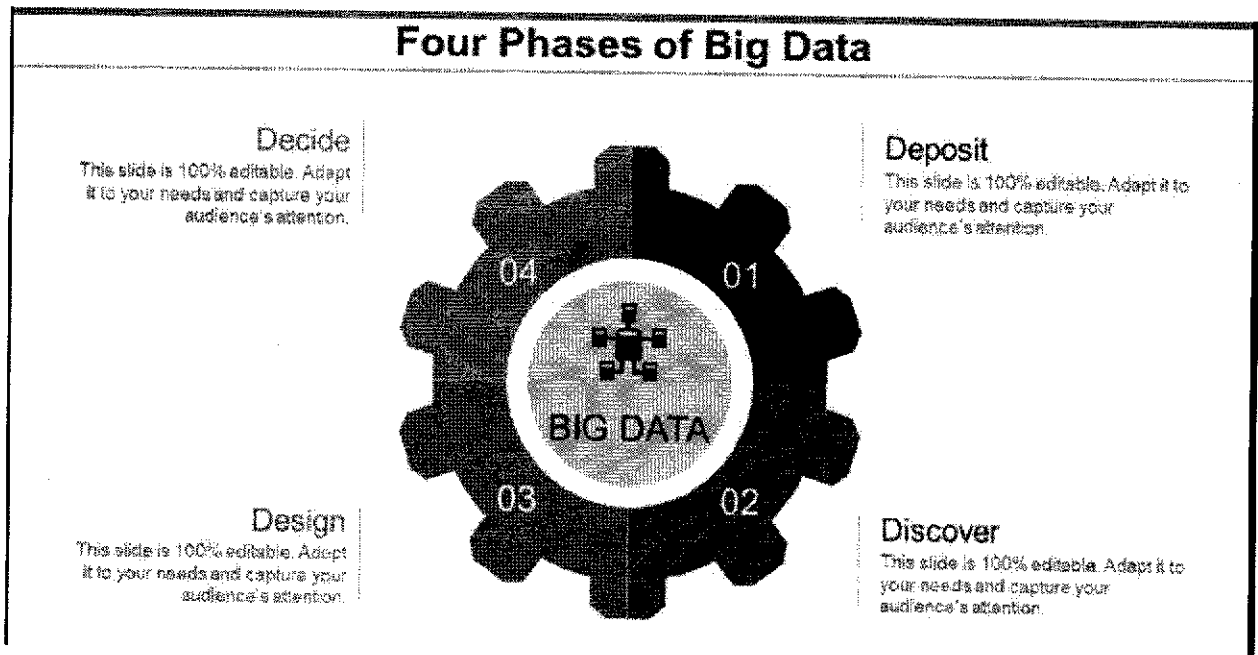 Four Phases of Big Data
Decide
This slide is 100% editable. Adapt
it to your needs and capture your
audience's attention.
Deposit
This slide is 100% editable. Adapt it to
your needs and capture your
audience's attention.
04
01
BIG DATA
03
02
Design
This slide is 100% editable. Adapt
it to your needs and capture your
audience's attention.
Discover
This slide is 100% editable. Adapt it to
your needs and capture your
audience's attention.